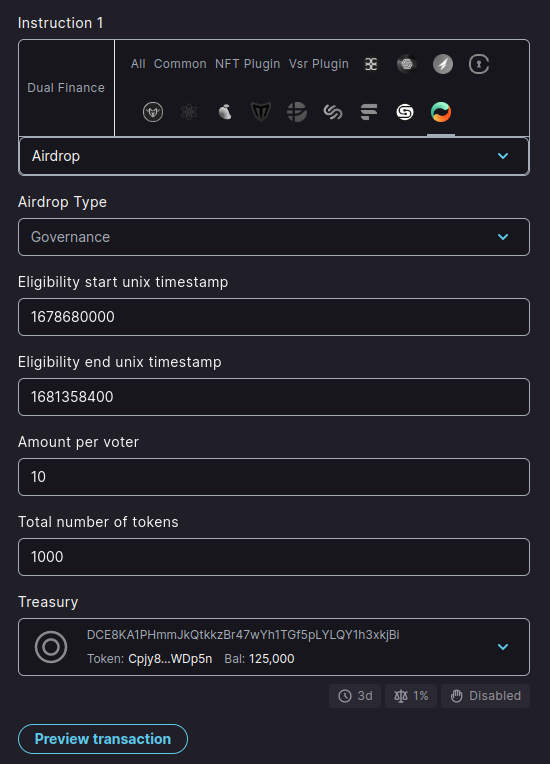 Instruction 1
Dual Finance
All Common NFT Plugin Vsr Plugin
Airdrop
Airdrop Type
Governance
Eligibility start unix timestamp
1678680000
Eligibility end unix timestamp
1681358400
Amount per voter
10
Total number of tokens
1000
Treasury
DCE8KA1PHmmJkQtkkzBr47wYh1TGf5pLYLQY1h3xkjBi
Token: Cpjy8...WDp5n Bal: 125,000
3d 1% Disabled
Preview transaction